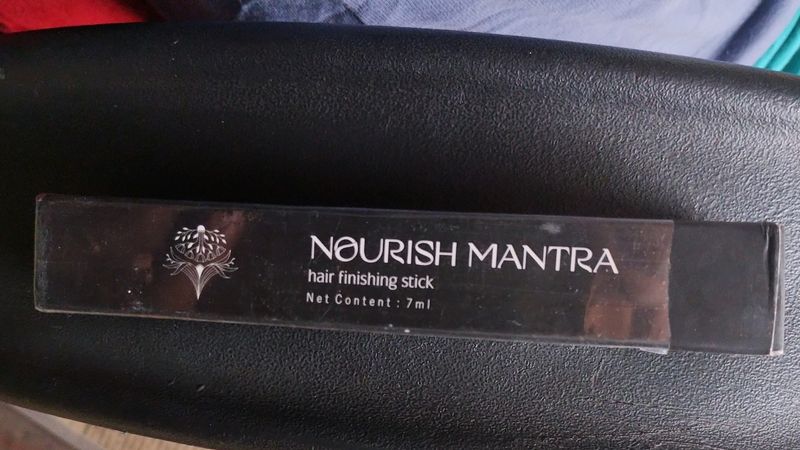 NOURISH MANTRA
hair finishing stick
Net Content : 7ml